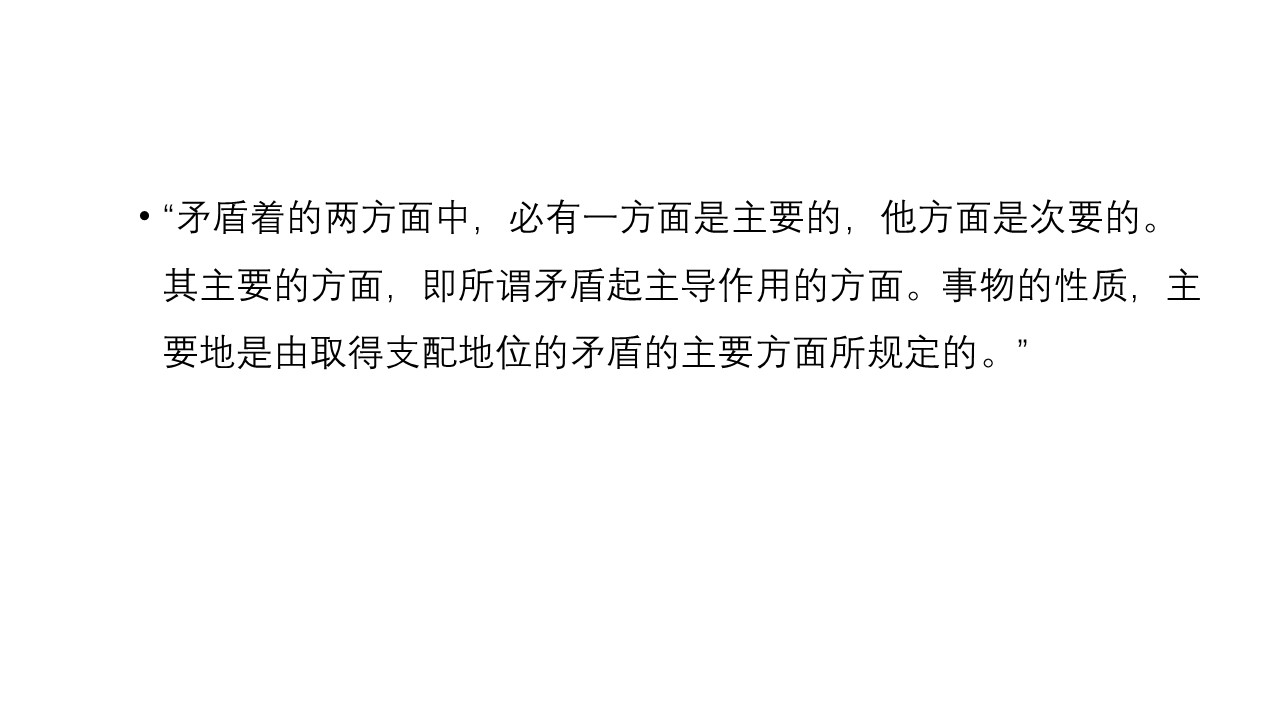 • “矛盾着的两方面中，必有一方面是主要的，他方面是次要的。
其主要的方面，即所谓矛盾起主导作用的方面。事物的性质，主
要地是由取得支配地位的矛盾的主要方面所规定的。”